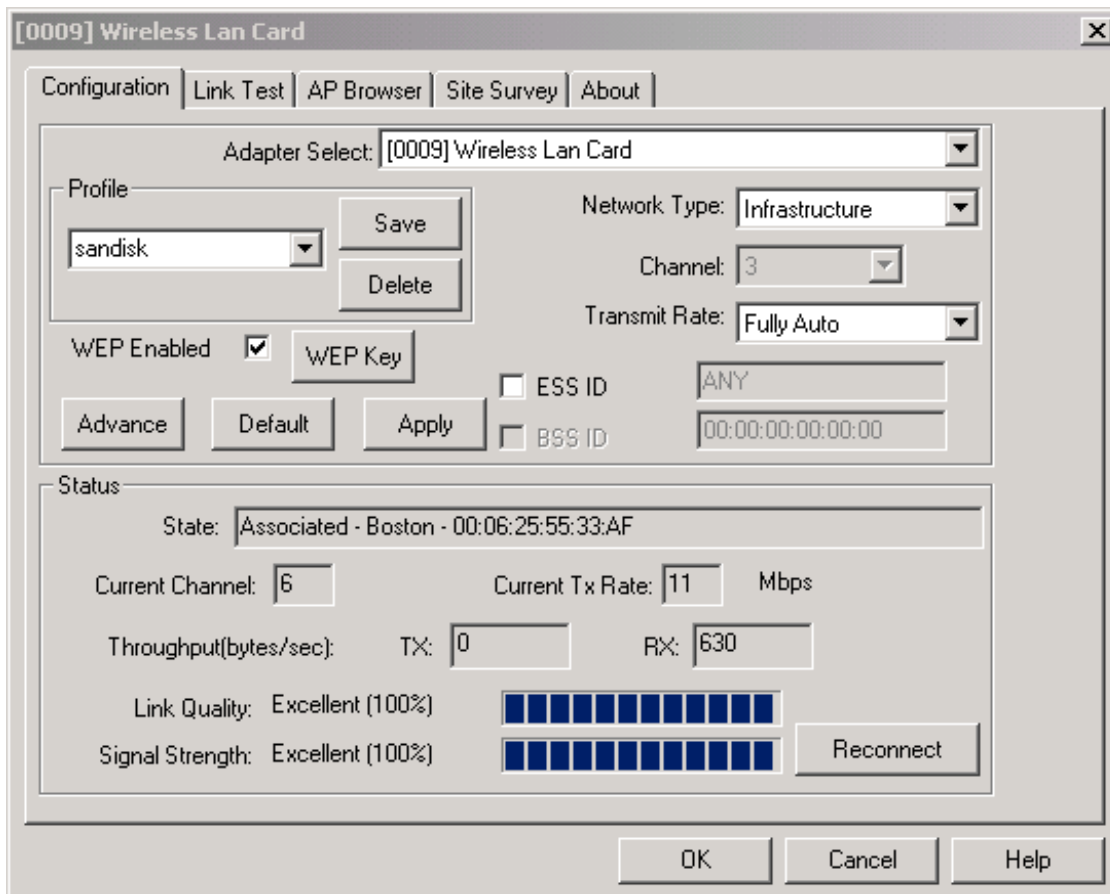 [0009] Wireless Lan Card
Configuration Link Test AP Browser Site Survey About
Adapter Select: [0009] Wireless Lan Card
Profile
sandisk
Save
Delete
Network Type: Infrastructure
Channel: 3
Transmit Rate: Fully Auto
WEP Enabled WEP Key
ESS ID ANY
Advance Default Apply
BSS ID 00:00:00:00:00:00
Status
State: Associated - Boston - 00:06:25:55:33:AF
Current Channel: 6 Current Tx Rate: 11 Mbps
Throughput(bytes/sec): TX: 0 RX: 630
Link Quality: Excellent (100%)
Signal Strength: Excellent (100%)
Reconnect
OK Cancel Help